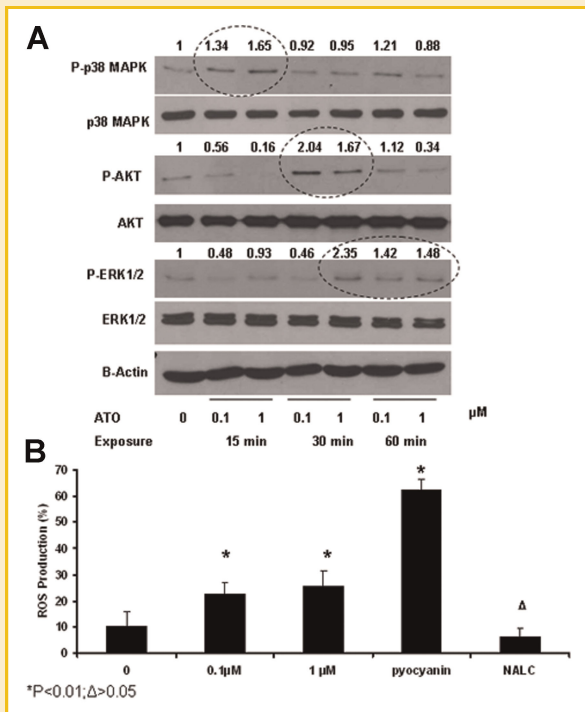 A
1 1.34 1.65 0.92 0.95 1.21 0.88
P-p38 MAPK
p38 MAPK
1 0.56 0.16 2.04 1.67 1.12 0.34
P-AKT
AKT
1 0.48 0.93 0.46 2.35 1.42 1.48
P-ERK1/2
ERK1/2
B-Actin
ATO 0 0.1 1 0.1 1 0.1 1 µM
Exposure 15 min 30 min 60 min
B
ROS Production (%)
70
60
50
40
30
20
10
0
* * * Δ
0 0.1µM 1 µM pyocyanin NALC
*P<0.01;Δ>0.05